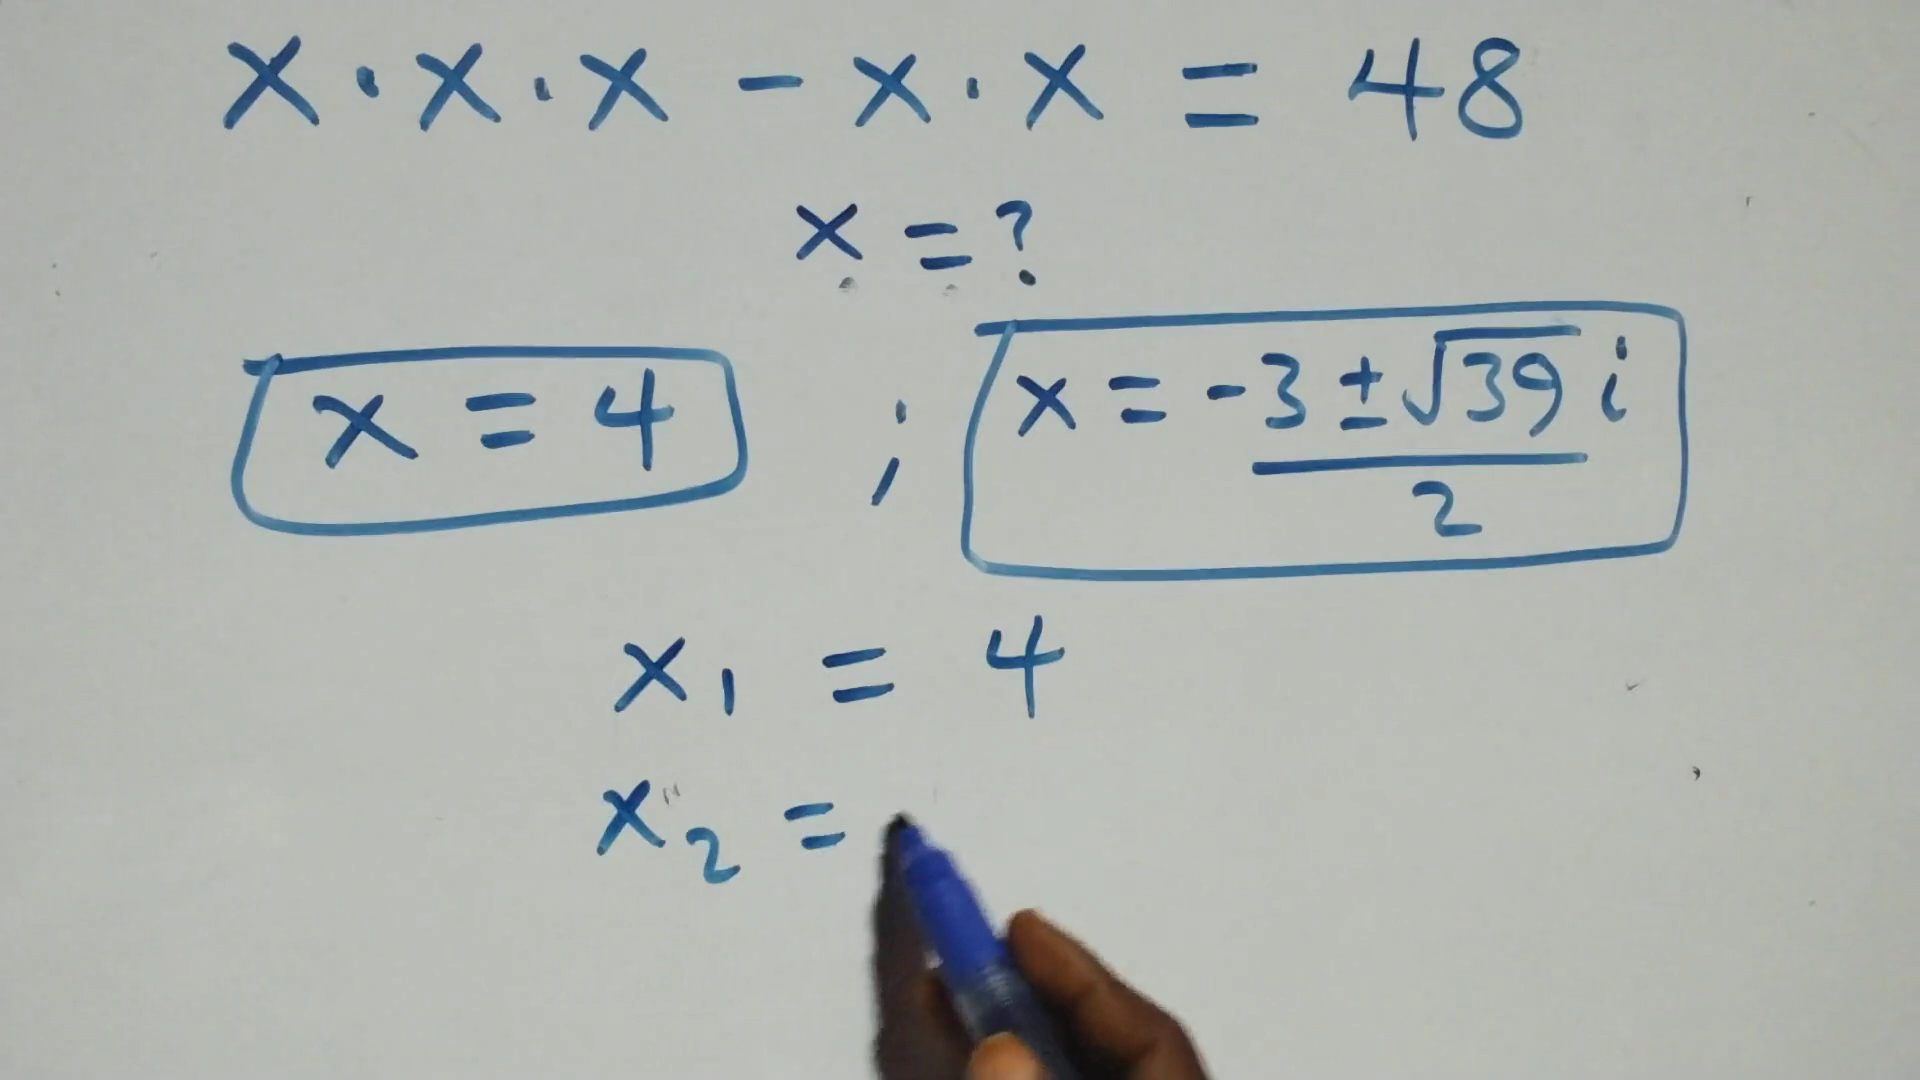 x · x · x - x · x = 48
x = ?
x = 4 ; x = -3 ± √39 i / 2
x₁ = 4
x₂ =